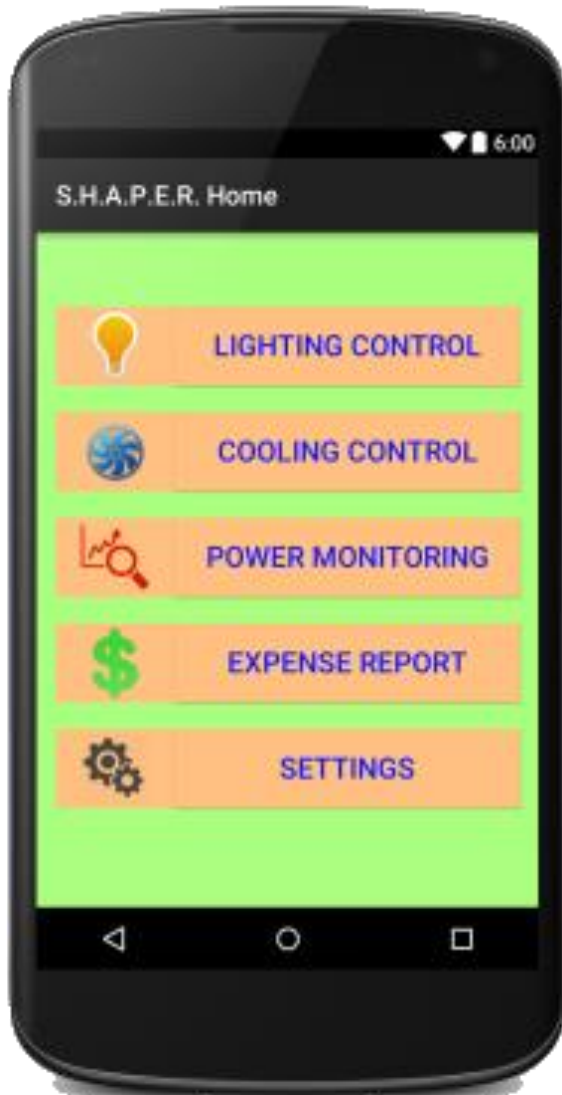 6:00
S.H.A.P.E.R. Home
LIGHTING CONTROL
COOLING CONTROL
POWER MONITORING
EXPENSE REPORT
SETTINGS